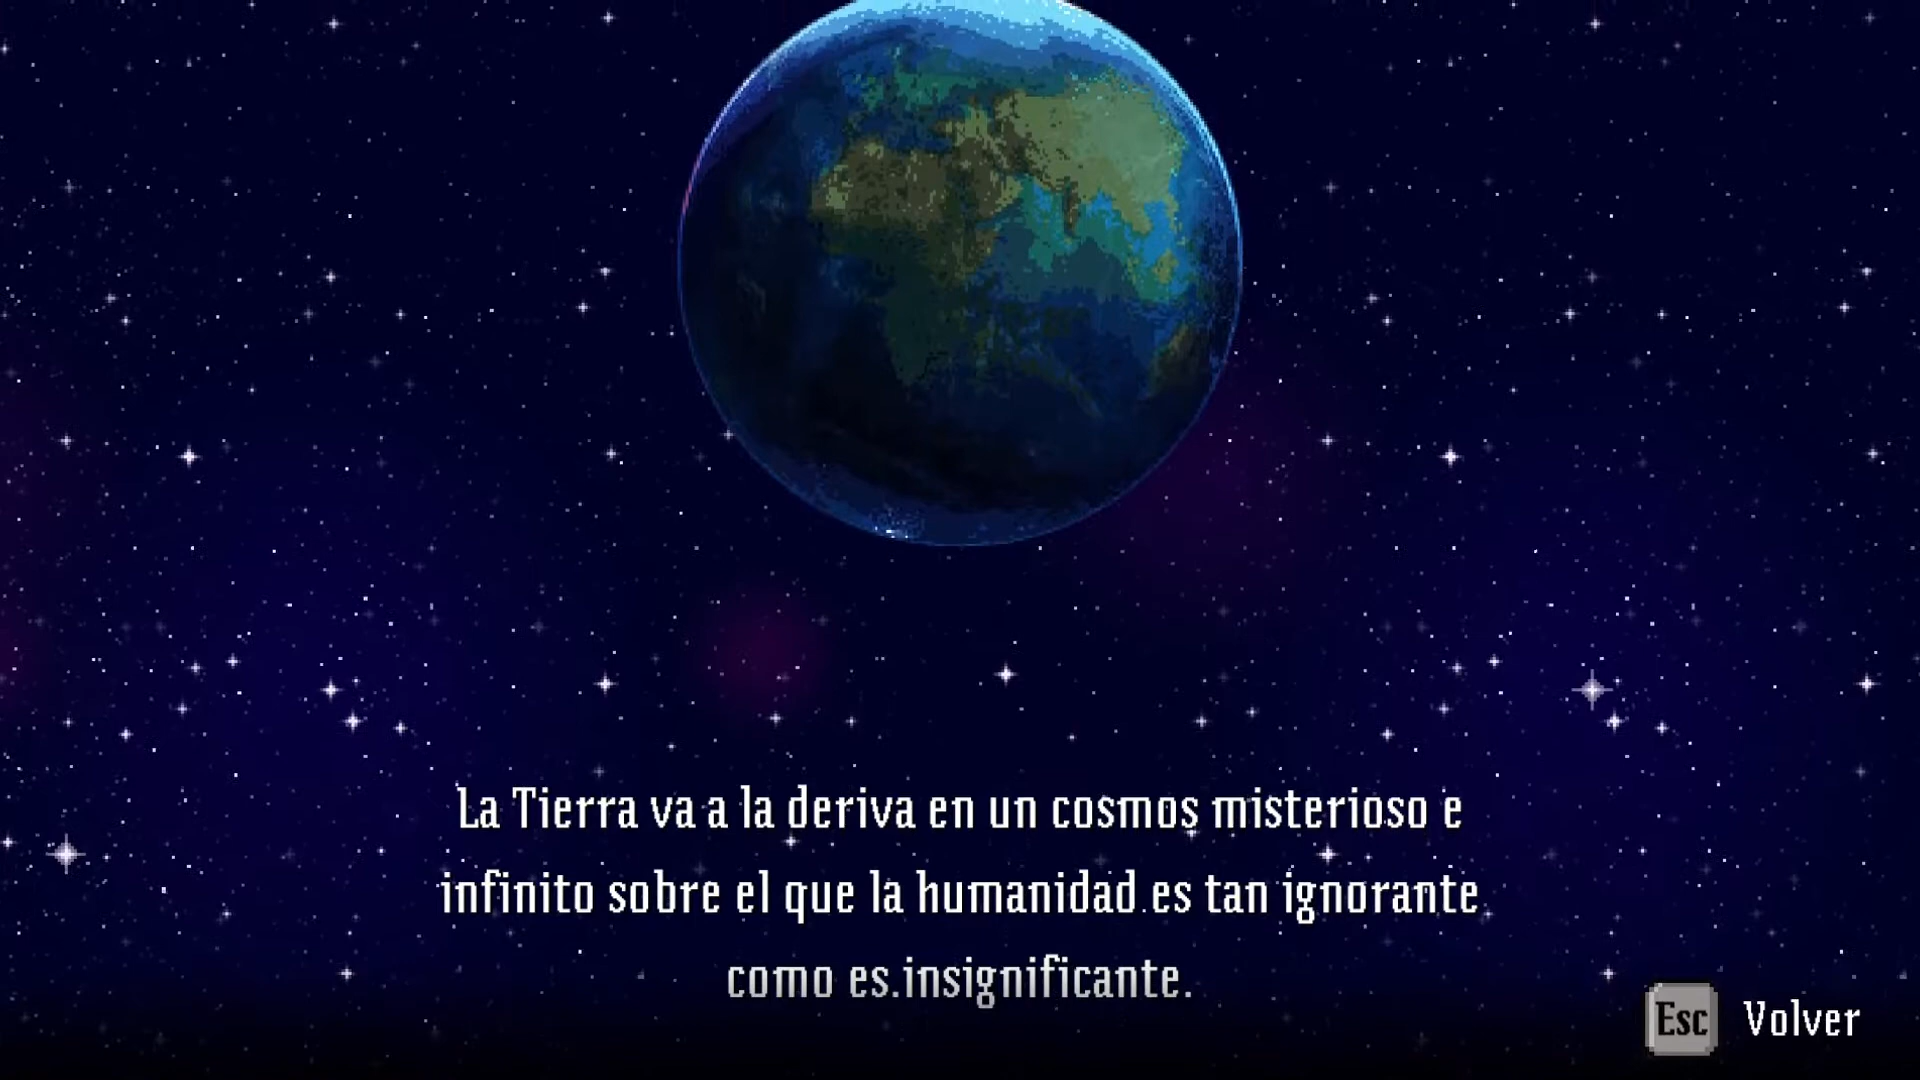 La Tierra va a la deriva en un cosmos misterioso e
infinito sobre el que la humanidad es tan ignorante
como es insignificante.
Esc Volver